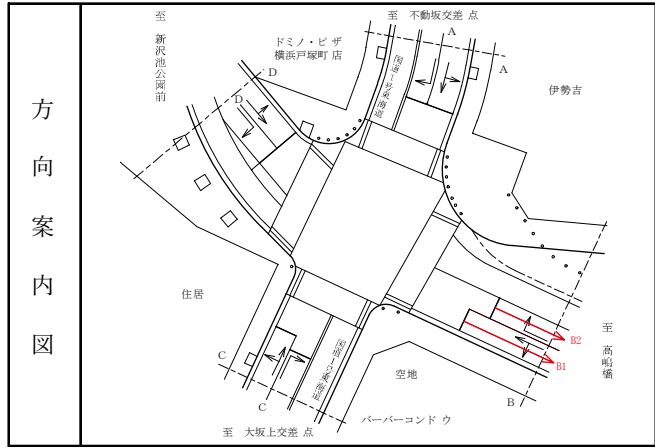 方向案内図
至 新沢池公園前
至 不動坂交差点
ドミノ・ピザ
横浜戸塚町店
国道1号東海道
A
A
伊勢吉
D
D
住居
至 高嶋橋
B2
B1
B
空地
国道1号東海道
C
C
バーバーコンドウ
至 大坂上交差点